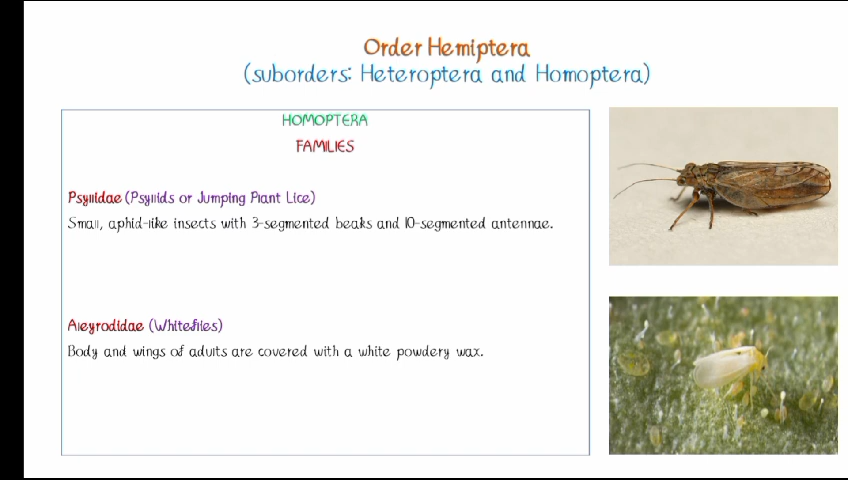 Order Hemiptera
(suborders: Heteroptera and Homoptera)
HOMOPTERA
FAMILIES
Psyllidae (Psyllids or Jumping Plant Lice)
Small, aphid-like insects with 3-segmented beaks and 10-segmented antennae.
Aleyrodidae (Whiteflies)
Body and wings of adults are covered with a white powdery wax.